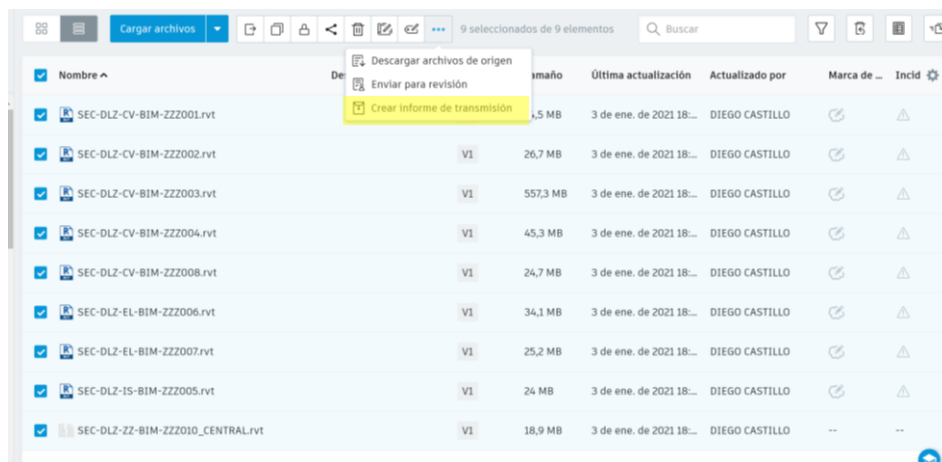 Cargar archivos 9 seleccionados de 9 elementos Buscar
Descargar archivos de origen
Enviar para revisión
Crear informe de transmisión
Nombre De amaño Última actualización Actualizado por Marca de ... Incid
SEC-DLZ-CV-BIM-ZZZ001.rvt ,5 MB 3 de ene. de 2021 18:... DIEGO CASTILLO
SEC-DLZ-CV-BIM-ZZZ002.rvt V1 26,7 MB 3 de ene. de 2021 18:... DIEGO CASTILLO
SEC-DLZ-CV-BIM-ZZZ003.rvt V1 557,3 MB 3 de ene. de 2021 18:... DIEGO CASTILLO
SEC-DLZ-CV-BIM-ZZZ004.rvt V1 45,3 MB 3 de ene. de 2021 18:... DIEGO CASTILLO
SEC-DLZ-CV-BIM-ZZZ008.rvt V1 24,7 MB 3 de ene. de 2021 18:... DIEGO CASTILLO
SEC-DLZ-EL-BIM-ZZZ006.rvt V1 34,1 MB 3 de ene. de 2021 18:... DIEGO CASTILLO
SEC-DLZ-EL-BIM-ZZZ007.rvt V1 25,2 MB 3 de ene. de 2021 18:... DIEGO CASTILLO
SEC-DLZ-IS-BIM-ZZZ005.rvt V1 24 MB 3 de ene. de 2021 18:... DIEGO CASTILLO
SEC-DLZ-ZZ-BIM-ZZZ010_CENTRAL.rvt V1 18,9 MB 3 de ene. de 2021 18:... DIEGO CASTILLO -- --